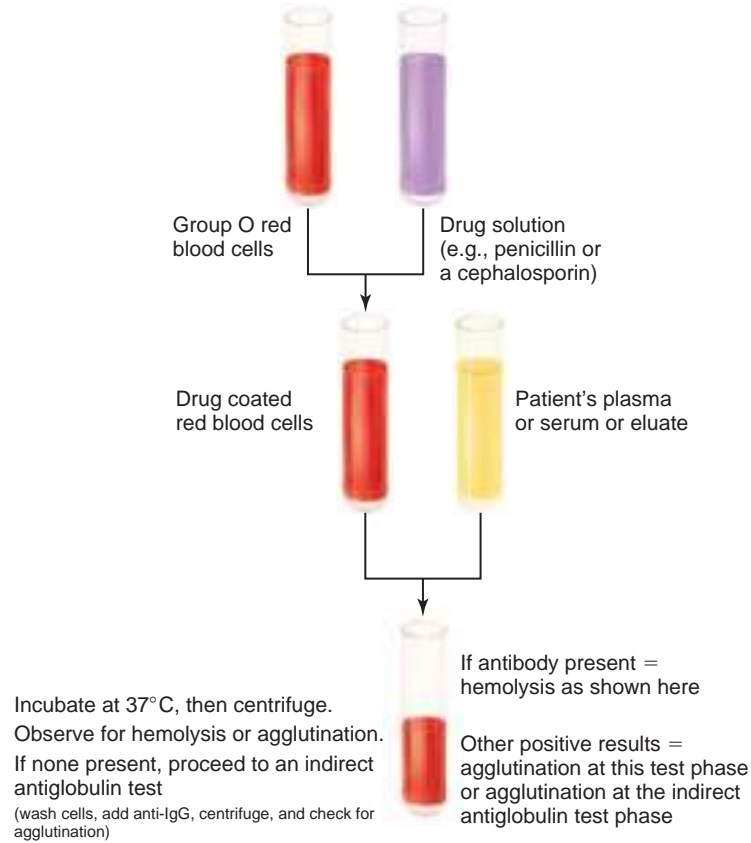 Group O red
blood cells
Drug solution
(e.g., penicillin or
a cephalosporin)
Drug coated
red blood cells
Patient's plasma
or serum or eluate
Incubate at 37°C, then centrifuge.
Observe for hemolysis or agglutination.
If none present, proceed to an indirect
antiglobulin test
(wash cells, add anti-IgG, centrifuge, and check for
agglutination)
If antibody present =
hemolysis as shown here
Other positive results =
agglutination at this test phase
or agglutination at the indirect
antiglobulin test phase